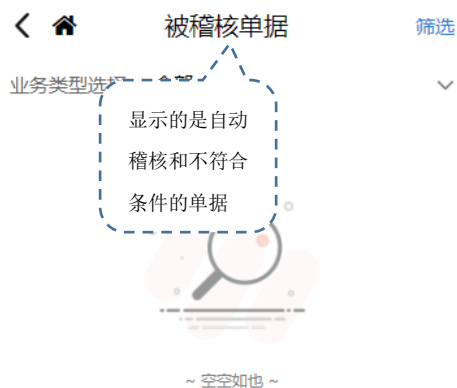 被稽核单据
筛选
业务类型选择
显示的是自动
稽核和不符合
条件的单据
~ 空空如也 ~